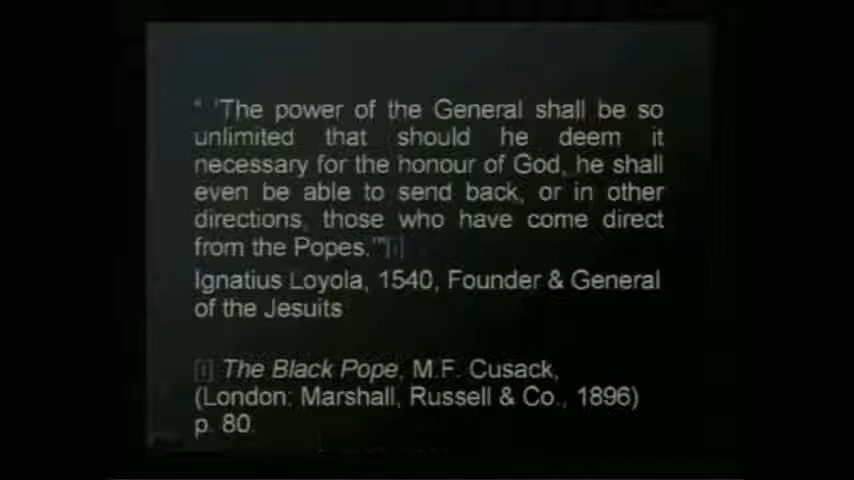 " 'The power of the General shall be so
unlimited that should he deem it
necessary for the honour of God, he shall
even be able to send back, or in other
directions, those who have come direct
from the Popes.'"[i]
Ignatius Loyola, 1540, Founder & General
of the Jesuits
[i] The Black Pope, M.F. Cusack,
(London: Marshall, Russell & Co., 1896)
p. 80.